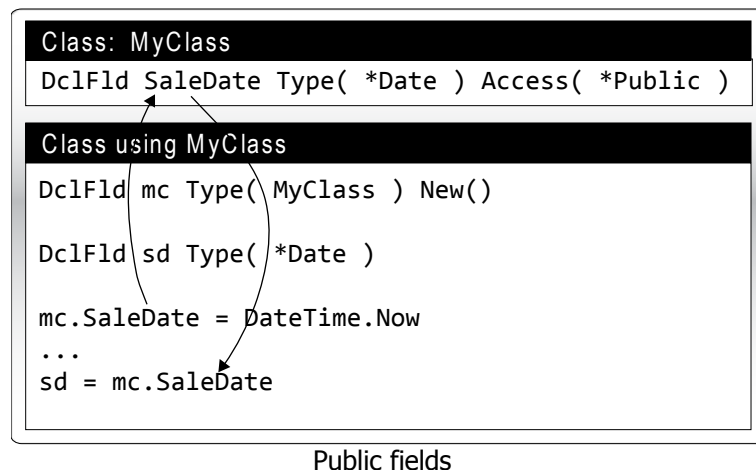 Class: MyClass
DclFld SaleDate Type( *Date ) Access( *Public )
Class using MyClass
DclFld mc Type( MyClass ) New()
DclFld sd Type( *Date )
mc.SaleDate = DateTime.Now
...
sd = mc.SaleDate
Public fields